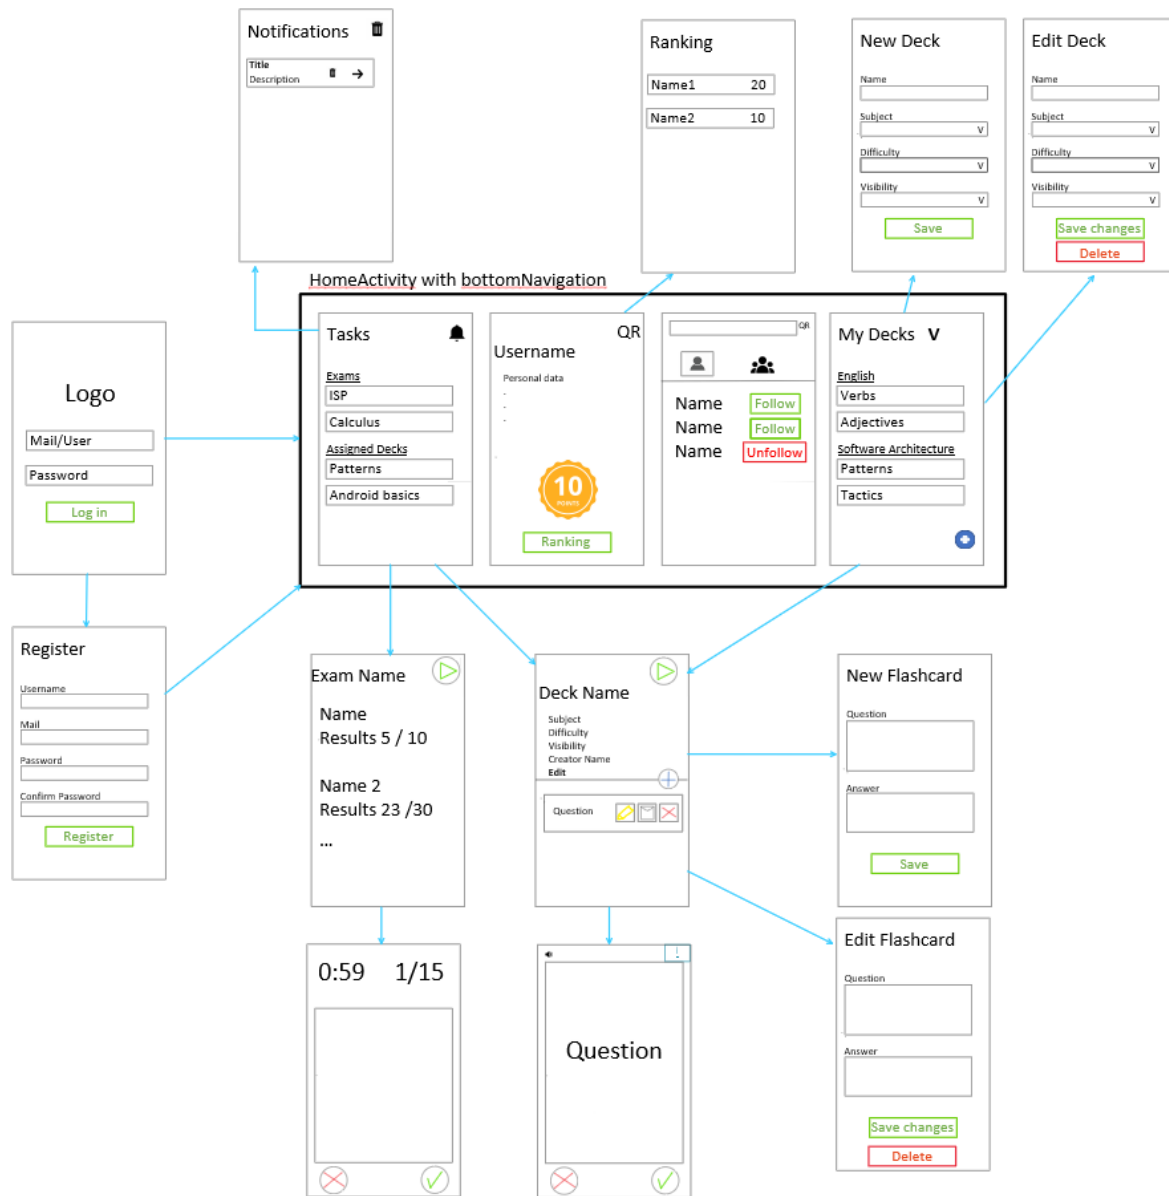 Notifications
Title
Description
Ranking
Name1 20
Name2 10
New Deck
Name
Subject
V
Difficulty
V
Visibility
V
Save
Edit Deck
Name
Subject
V
Difficulty
V
Visibility
V
Save changes
Delete
HomeActivity with bottomNavigation
Logo
Mail/User
Password
Log in
Tasks
Exams
ISP
Calculus
Assigned Decks
Patterns
Android basics
QR
Username
Personal data
-
-
-
10
POINTS
Ranking
QR
Name Follow
Name Follow
Name Unfollow
My Decks V
English
Verbs
Adjectives
Software Architecture
Patterns
Tactics
Register
Username
Mail
Password
Confirm Password
Register
Exam Name
Name
Results 5 / 10
Name 2
Results 23 /30
...
Deck Name
Subject
Difficulty
Visibility
Creator Name
Edit
Question
New Flashcard
Question
Answer
Save
0:59 1/15
!
Question
Edit Flashcard
Question
Answer
Save changes
Delete